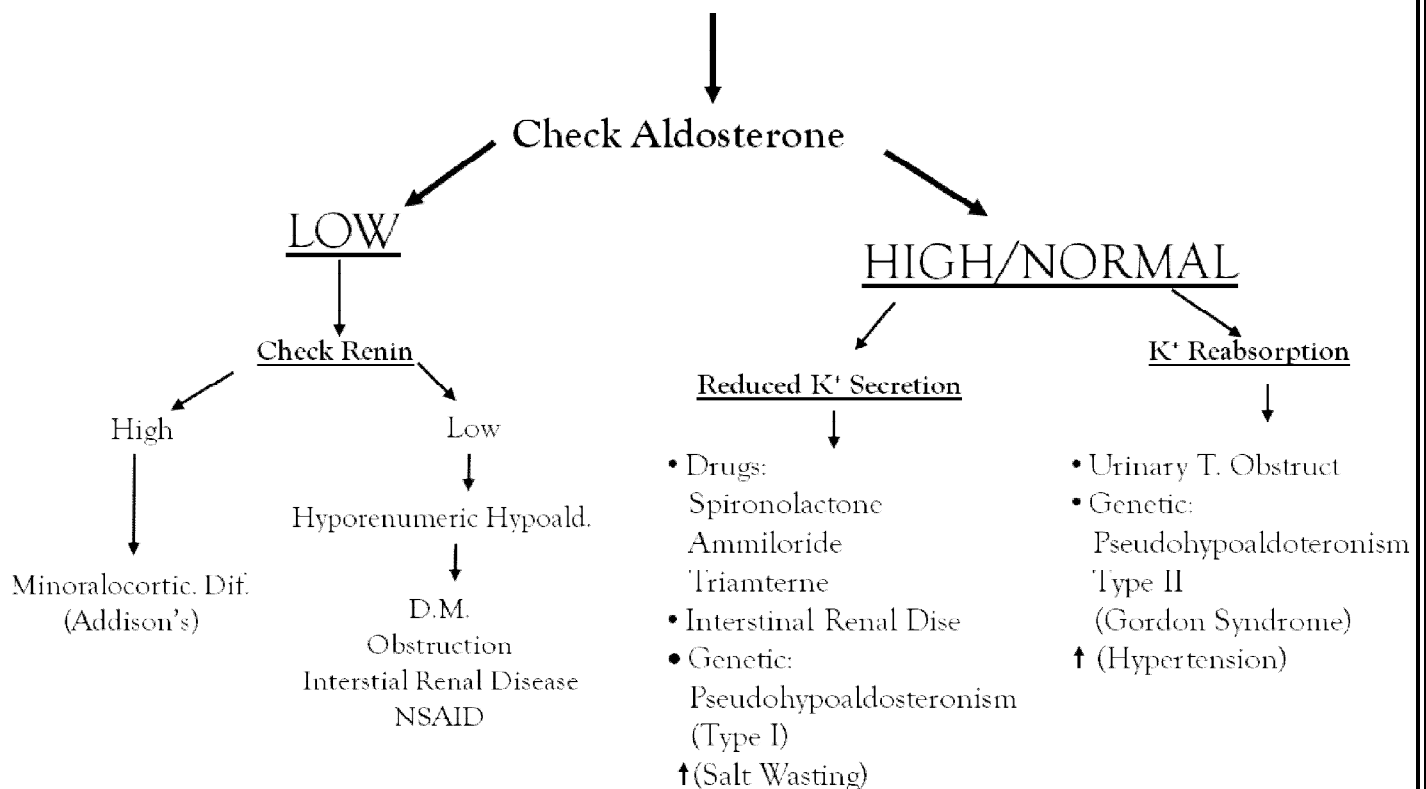 Check Aldosterone
LOW
HIGH/NORMAL
Check Renin
High
Low
Minoralocortic. Dif.
(Addison's)
Hyporenumeric Hypoald.
D.M.
Obstruction
Interstial Renal Disease
NSAID
Reduced K⁺ Secretion
• Drugs:
Spironolactone
Ammiloride
Triamterne
• Interstinal Renal Dise
• Genetic:
Pseudohypoaldosteronism
(Type I)
↑(Salt Wasting)
K⁺ Reabsorption
• Urinary T. Obstruct
• Genetic:
Pseudohypoaldoteronism
Type II
(Gordon Syndrome)
↑ (Hypertension)